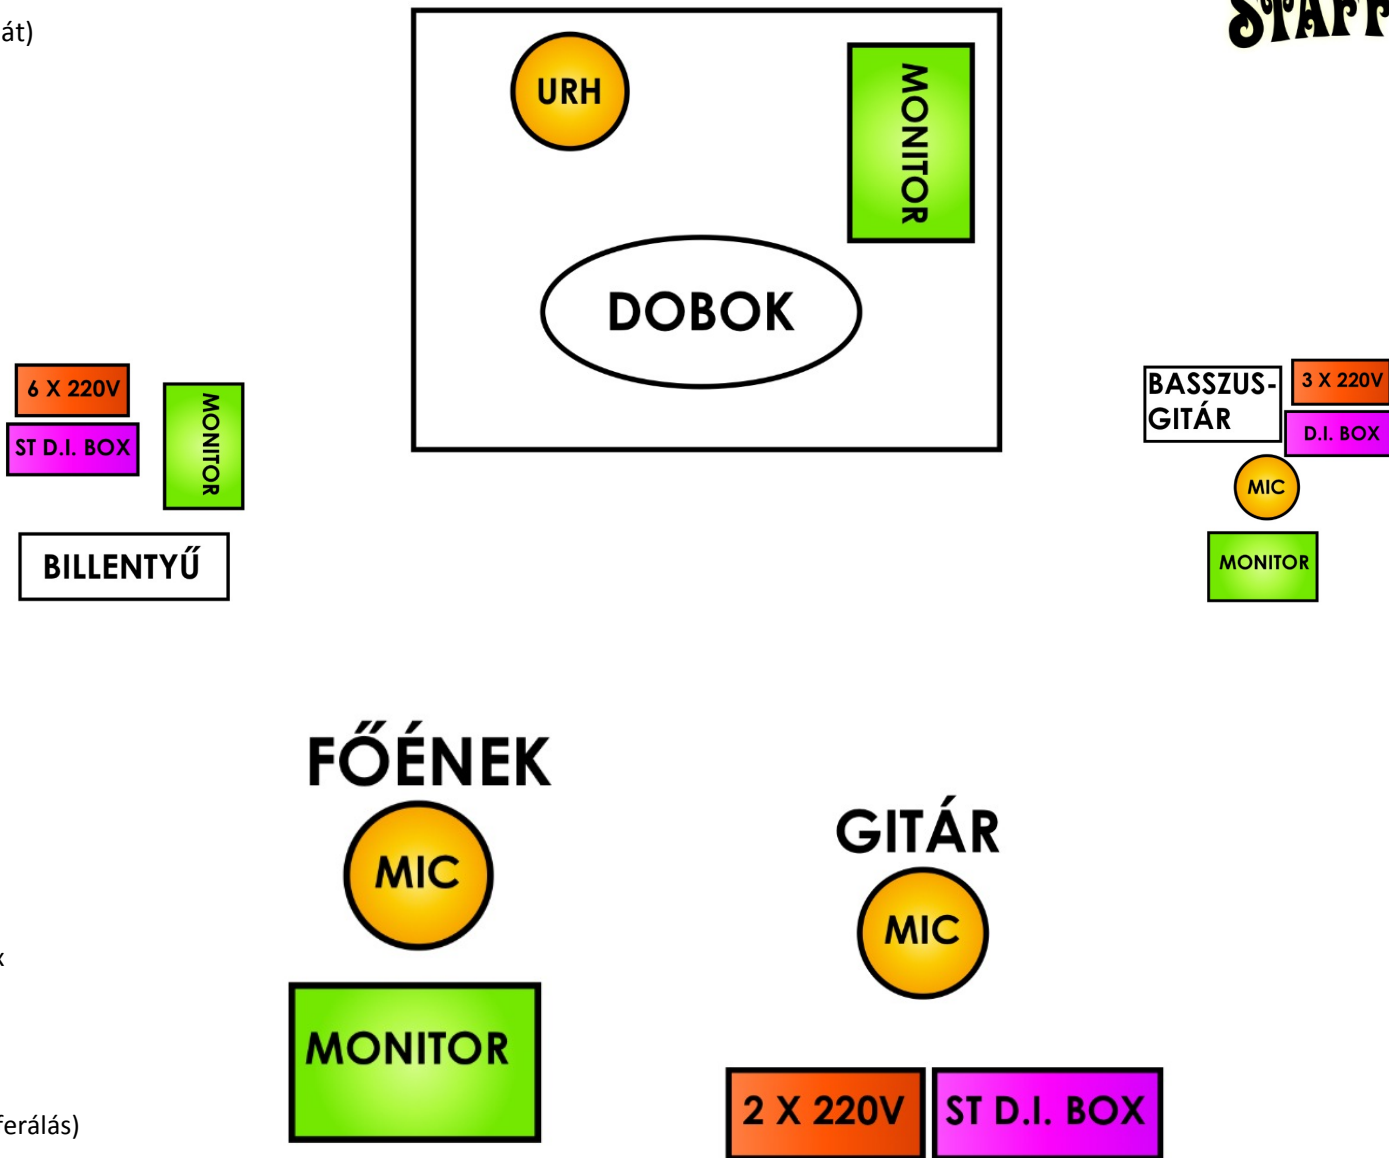 át)
URH
MONITOR
DOBOK
6 X 220V
ST D.I. BOX
MONITOR
BILLENTYŰ
BASSZUS-
GITÁR
3 X 220V
D.I. BOX
MIC
MONITOR
FŐÉNEK
MIC
MONITOR
GITÁR
MIC
2 X 220V
ST D.I. BOX
ferálás)